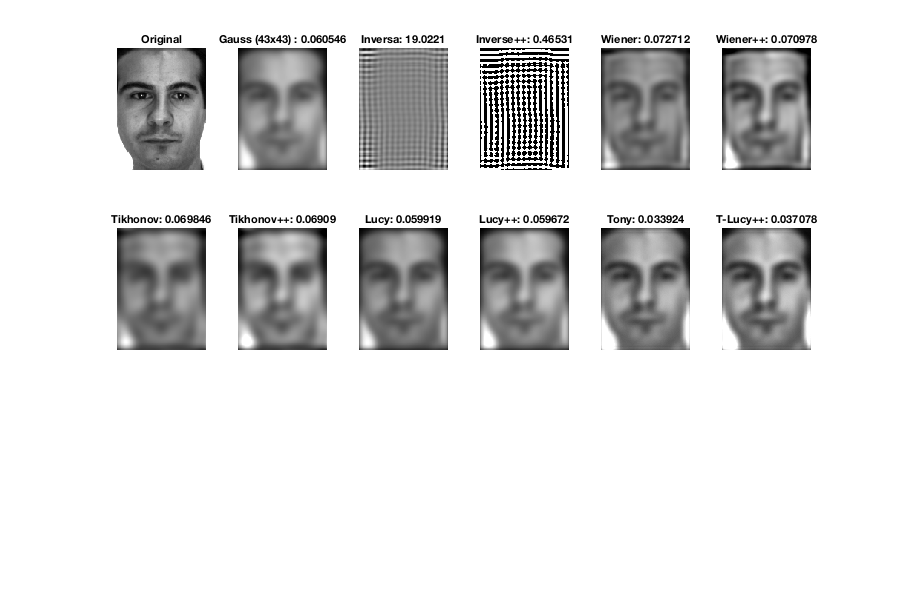 Original
Gauss (43x43) : 0.060546
Inversa: 19.0221
Inverse++: 0.46531
Wiener: 0.072712
Wiener++: 0.070978
Tikhonov: 0.069846
Tikhonov++: 0.06909
Lucy: 0.059919
Lucy++: 0.059672
Tony: 0.033924
T-Lucy++: 0.037078